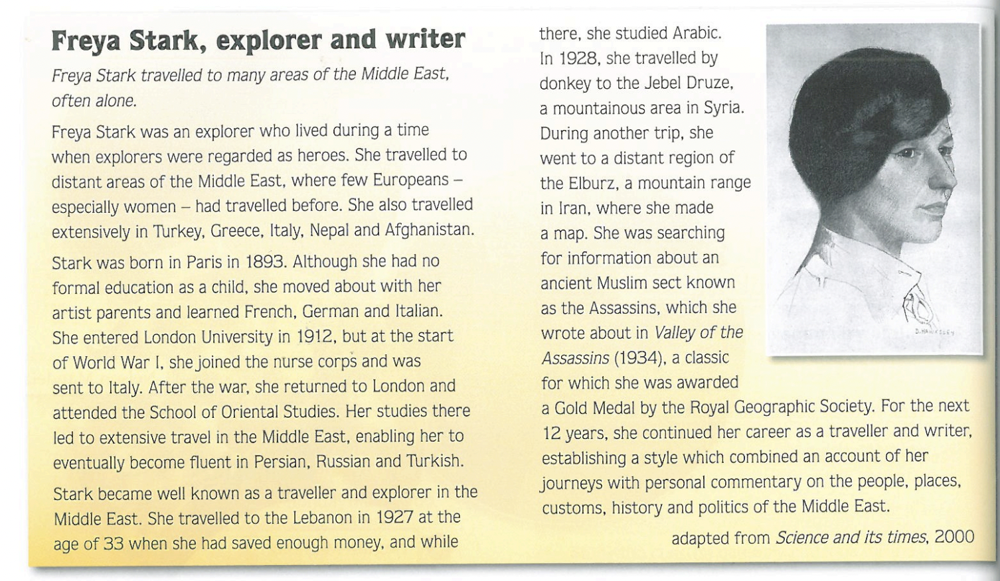 Freya Stark, explorer and writer
Freya Stark travelled to many areas of the Middle East,
often alone.
Freya Stark was an explorer who lived during a time
when explorers were regarded as heroes. She travelled to
distant areas of the Middle East, where few Europeans –
especially women – had travelled before. She also travelled
extensively in Turkey, Greece, Italy, Nepal and Afghanistan.
Stark was born in Paris in 1893. Although she had no
formal education as a child, she moved about with her
artist parents and learned French, German and Italian.
She entered London University in 1912, but at the start
of World War I, she joined the nurse corps and was
sent to Italy. After the war, she returned to London and
attended the School of Oriental Studies. Her studies there
led to extensive travel in the Middle East, enabling her to
eventually become fluent in Persian, Russian and Turkish.
Stark became well known as a traveller and explorer in the
Middle East. She travelled to the Lebanon in 1927 at the
age of 33 when she had saved enough money, and while
there, she studied Arabic.
In 1928, she travelled by
donkey to the Jebel Druze,
a mountainous area in Syria.
During another trip, she
went to a distant region of
the Elburz, a mountain range
in Iran, where she made
a map. She was searching
for information about an
ancient Muslim sect known
as the Assassins, which she
wrote about in Valley of the
Assassins (1934), a classic
for which she was awarded
a Gold Medal by the Royal Geographic Society. For the next
12 years, she continued her career as a traveller and writer,
establishing a style which combined an account of her
journeys with personal commentary on the people, places,
customs, history and politics of the Middle East.
adapted from Science and its times, 2000